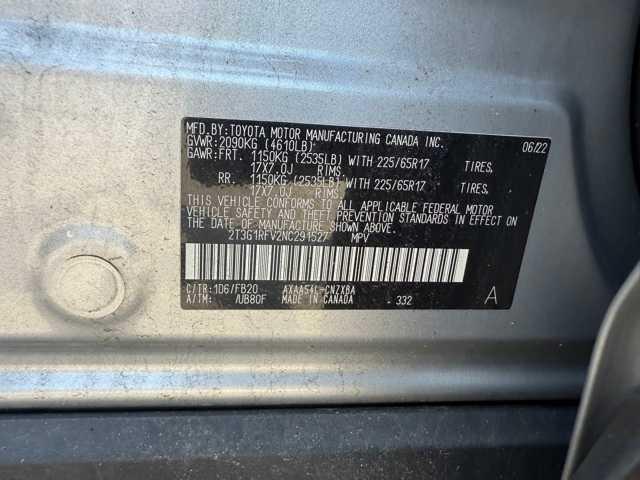 MFD.BY:TOYOTA MOTOR MANUFACTURING CANADA INC. 06/22
GVWR:2090KG (4610LB)
GAWR:FRT. 1150KG (2535LB) WITH 225/65R17 TIRES,
17X7.0J RIMS.
RR. 1150KG (2535LB) WITH 225/65R17 TIRES,
17X7.0J RIMS.
THIS VEHICLE CONFORMS TO ALL APPLICABLE FEDERAL MOTOR
VEHICLE SAFETY AND THEFT PREVENTION STANDARDS IN EFFECT ON
THE DATE OF MANUFACTURE SHOWN ABOVE.
2T3G1RFV2NC291527 MPV
C/TR:1D6/FB20 AXAA54L-CNZXBA A
A/TM: /UB80F MADE IN CANADA .332